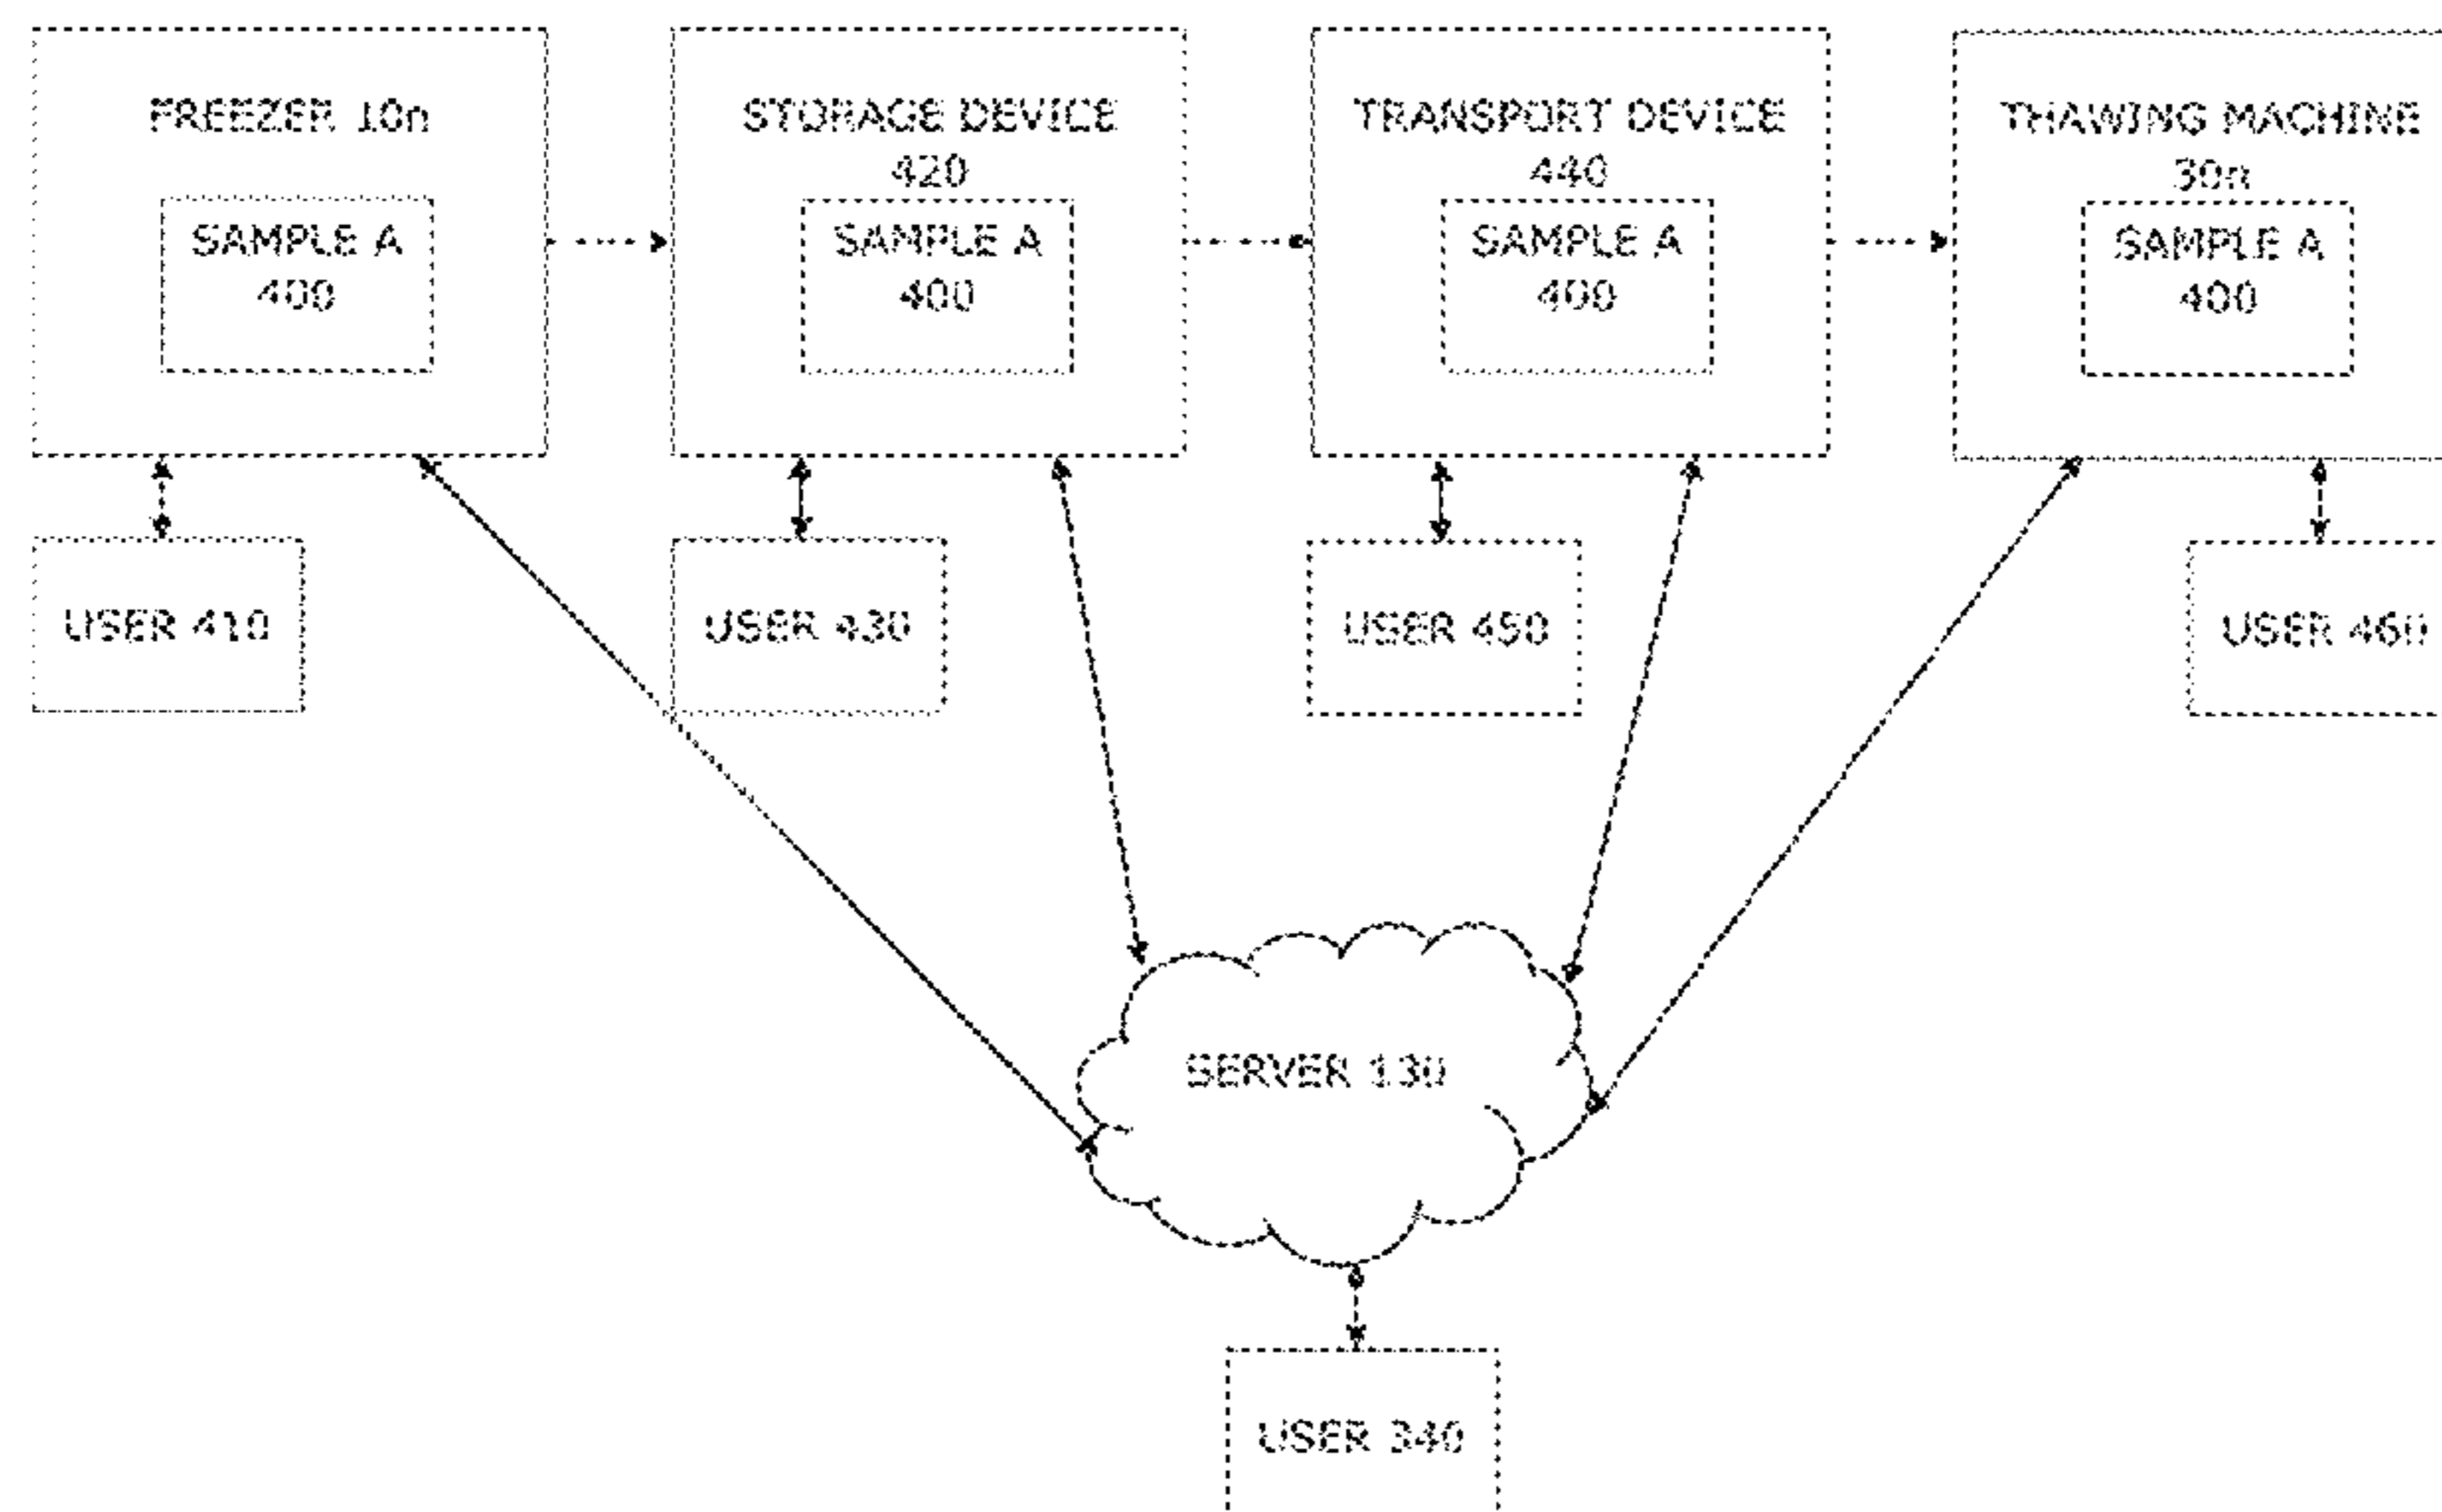 FREEZER 10n
SAMPLE A
400
STORAGE DEVICE
420
SAMPLE A
400
TRANSPORT DEVICE
440
SAMPLE A
400
THAWING MACHINE
30n
SAMPLE A
400
USER 410
USER 430
USER 450
USER 460
SERVER 130
USER 340